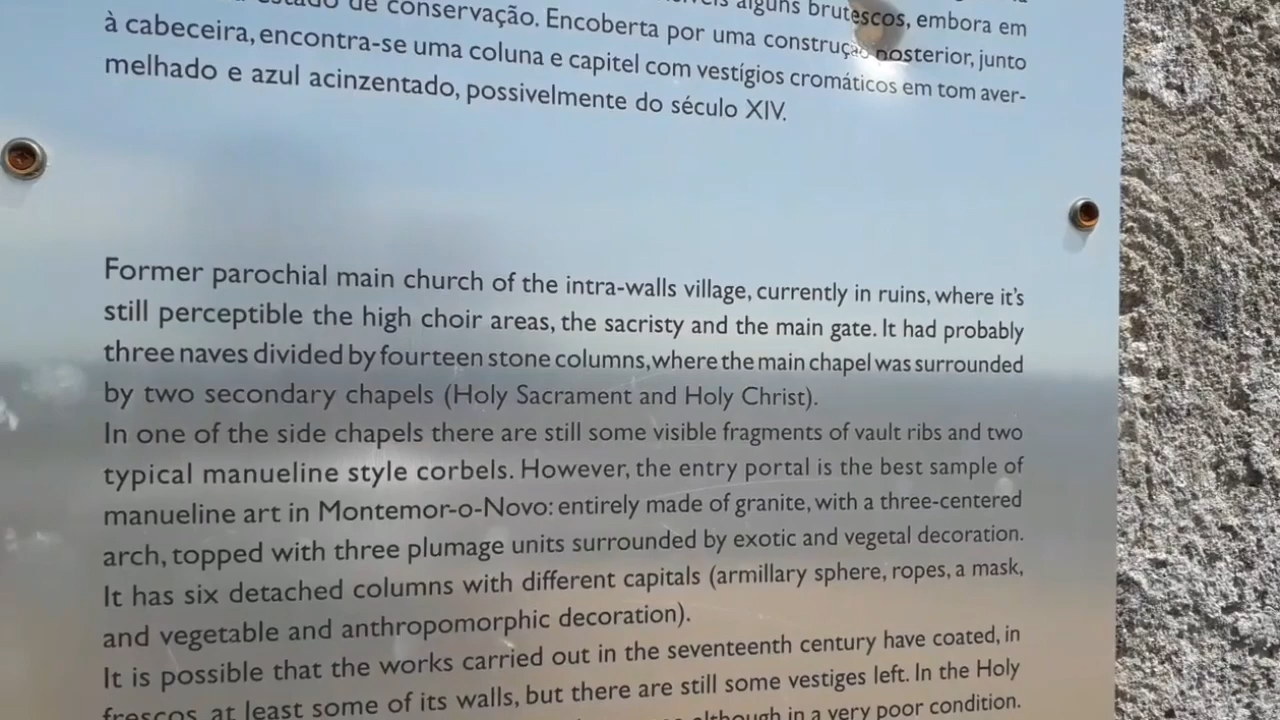 estado de conservação. Encoberta por uma construção posterior, junto
alguns brutescos, embora em
à cabeceira, encontra-se uma coluna e capitel com vestígios cromáticos em tom aver-
melhado e azul acinzentado, possivelmente do século XIV.
Former parochial main church of the intra-walls village, currently in ruins, where it's
still perceptible the high choir areas, the sacristy and the main gate. It had probably
three naves divided by fourteen stone columns, where the main chapel was surrounded
by two secondary chapels (Holy Sacrament and Holy Christ).
In one of the side chapels there are still some visible fragments of vault ribs and two
typical manueline style corbels. However, the entry portal is the best sample of
manueline art in Montemor-o-Novo: entirely made of granite, with a three-centered
arch, topped with three plumage units surrounded by exotic and vegetal decoration.
It has six detached columns with different capitals (armillary sphere, ropes, a mask,
and vegetable and anthropomorphic decoration).
It is possible that the works carried out in the seventeenth century have coated, in
frescos, at least some of its walls, but there are still some vestiges left. In the Holy
although in a very poor condition.